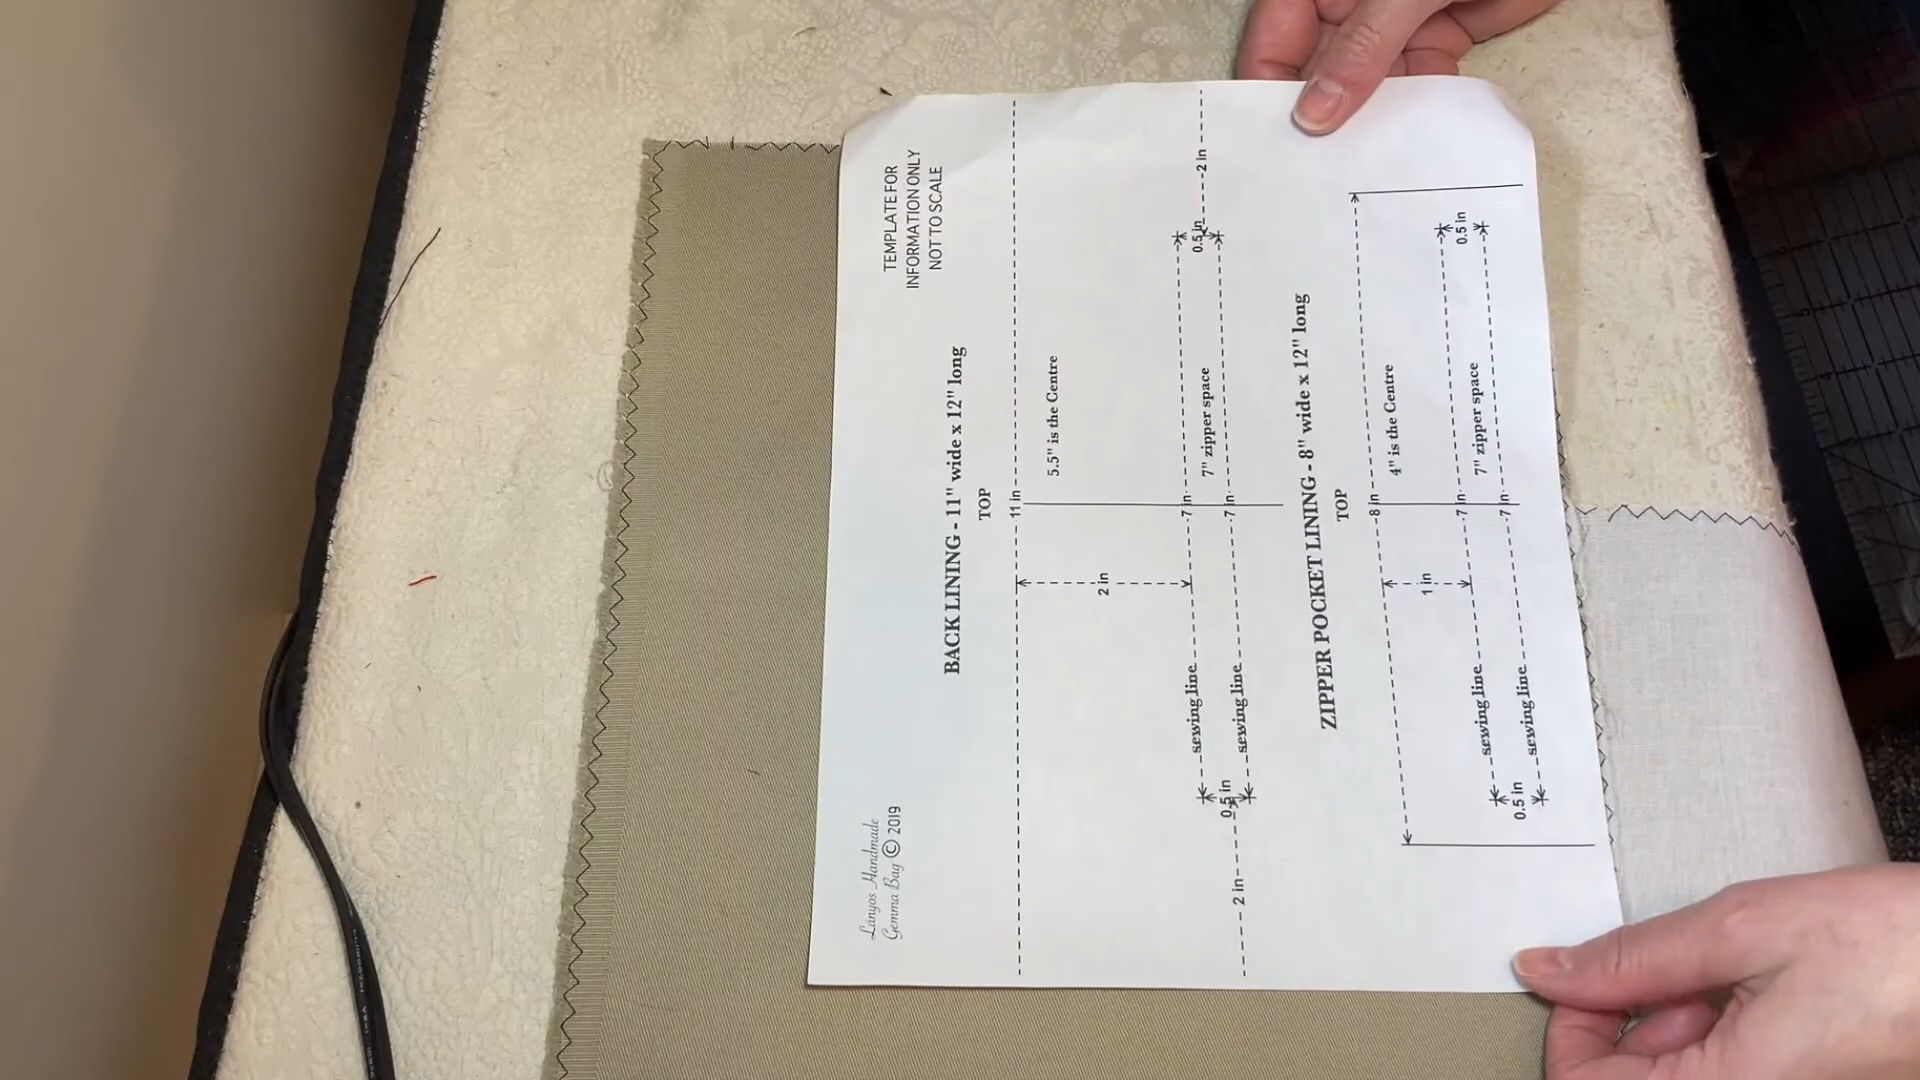 TEMPLATE FOR
INFORMATION ONLY
NOT TO SCALE
Lányos Handmade
Gemma Bag © 2019
BACK LINING - 11" wide x 12" long
TOP
11 in
5.5" is the Centre
2 in
7 in
sewing line
7" zipper space
7 in
sewing line
0.5 in
0.5 in
2 in
2 in
ZIPPER POCKET LINING - 8" wide x 12" long
TOP
8 in
4" is the Centre
1 in
7 in
sewing line
7" zipper space
7 in
sewing line
0.5 in
0.5 in